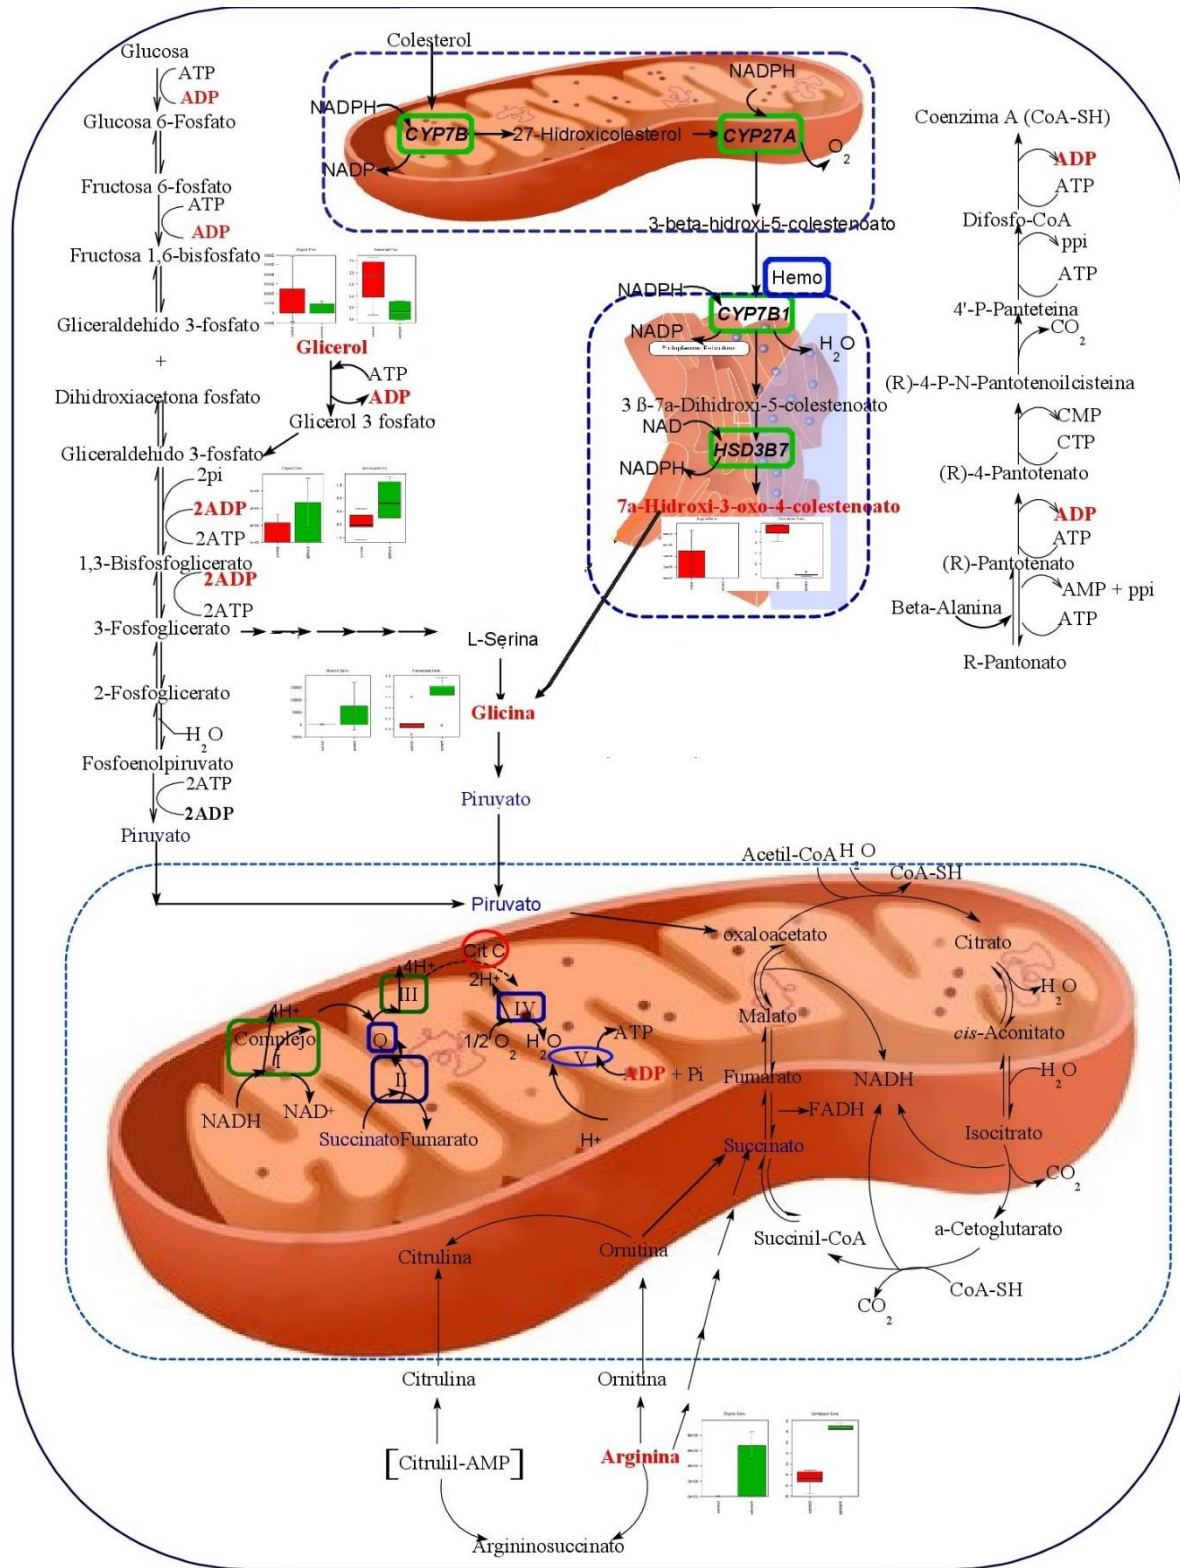 Glucosa
ATP
ADP
Glucosa 6-Fosfato
Fructosa 6-fosfato
ATP
ADP
Fructosa 1,6-bisfosfato
Gliceraldehido 3-fosfato
+
Dihidroxiacetona fosfato
Gliceraldehido 3-fosfato
2pi
2ADP
2ATP
1,3-Bisfosfoglicerato
2ADP
2ATP
3-Fosfoglicerato
2-Fosfoglicerato
H2O
Fosfoenolpiruvato
2ATP
2ADP
Piruvato
Glicerol
ATP
ADP
Glicerol 3 fosfato
L-Serina
Glicina
Piruvato
Colesterol
NADPH
CYP7B
27-Hidroxicolesterol
NADP
NADPH
CYP27A
O2
3-beta-hidroxi-5-colestenoato
Hemo
NADPH
CYP7B1
NADP
H2O
3 ß-7a-Dihidroxi-5-colestenoato
NAD
HSD3B7
NADPH
7a-Hidroxi-3-oxo-4-colestenoato
Coenzima A (CoA-SH)
ADP
ATP
Difosfo-CoA
ppi
ATP
4'-P-Panteteina
CO2
(R)-4-P-N-Pantotenoilcisteina
CMP
CTP
(R)-4-Pantotenato
ADP
ATP
(R)-Pantotenato
AMP + ppi
Beta-Alanina
ATP
R-Pantonato
Piruvato
Cit C
4H+
2H+
III
IV
4H+
Complejo
I
Q
II
1/2 O2
H2O
ATP
V
ADP + Pi
NADH
NAD+
Succinato
Fumarato
H+
Acetil-CoA
H2O
CoA-SH
oxaloacetato
Citrato
H2O
Malato
cis-Aconitato
H2O
Fumarato
NADH
FADH
Isocitrato
Succinato
CO2
a-Cetoglutarato
Succinil-CoA
CoA-SH
CO2
Citrulina
Ornitina
Citrulina
Ornitina
[Citrulil-AMP]
Arginina
Argininosuccinato